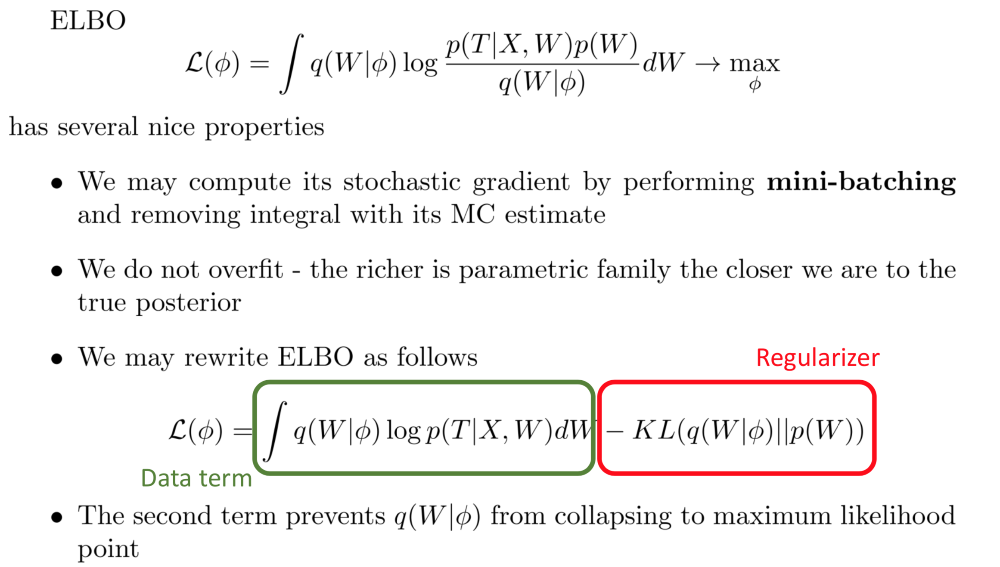 ELBO
$\mathcal{L}(\phi) = \int q(W|\phi) \log \frac{p(T|X, W)p(W)}{q(W|\phi)} dW \to \max_{\phi}$
has several nice properties
• We may compute its stochastic gradient by performing mini-batching
and removing integral with its MC estimate
• We do not overfit - the richer is parametric family the closer we are to the
true posterior
• We may rewrite ELBO as follows
Regularizer
$\mathcal{L}(\phi) = \int q(W|\phi) \log p(T|X, W)dW - KL(q(W|\phi)||p(W))$
Data term
• The second term prevents $q(W|\phi)$ from collapsing to maximum likelihood
point